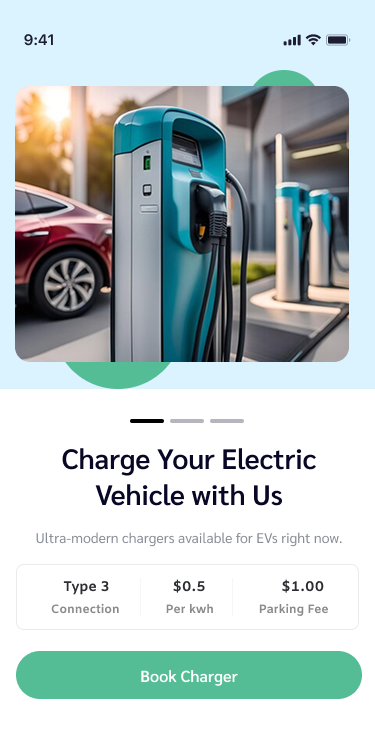 9:41
Charge Your Electric
Vehicle with Us
Ultra-modern chargers available for EVs right now.
Type 3 $0.5 $1.00
Connection Per kwh Parking Fee
Book Charger